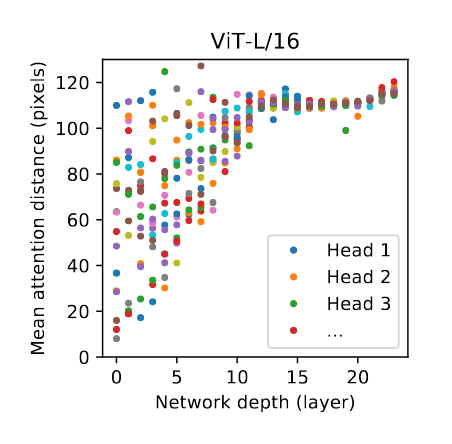 ViT-L/16
Mean attention distance (pixels)
120
100
80
60
40
20
0
Head 1
Head 2
Head 3
...
0 5 10 15 20
Network depth (layer)